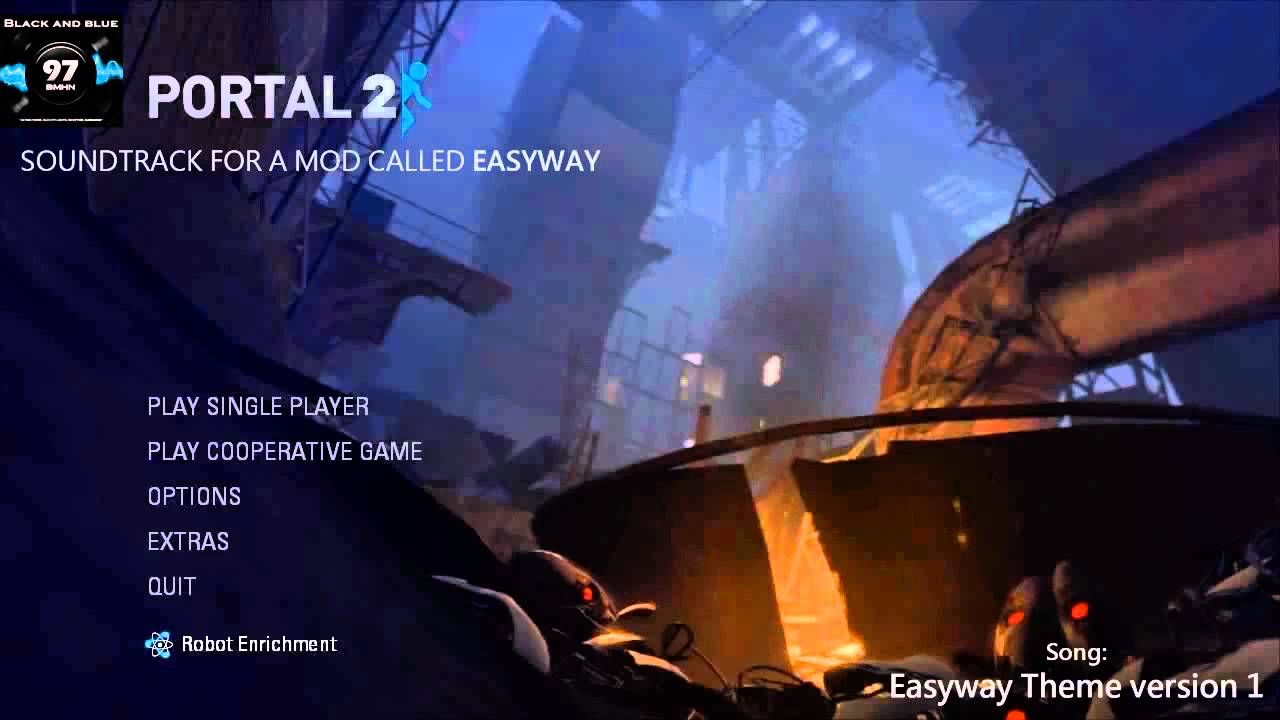 BLACK AND BLUE
97
BMHN
PORTAL 2
SOUNDTRACK FOR A MOD CALLED EASYWAY
PLAY SINGLE PLAYER
PLAY COOPERATIVE GAME
OPTIONS
EXTRAS
QUIT
Robot Enrichment
Song:
Easyway Theme version 1